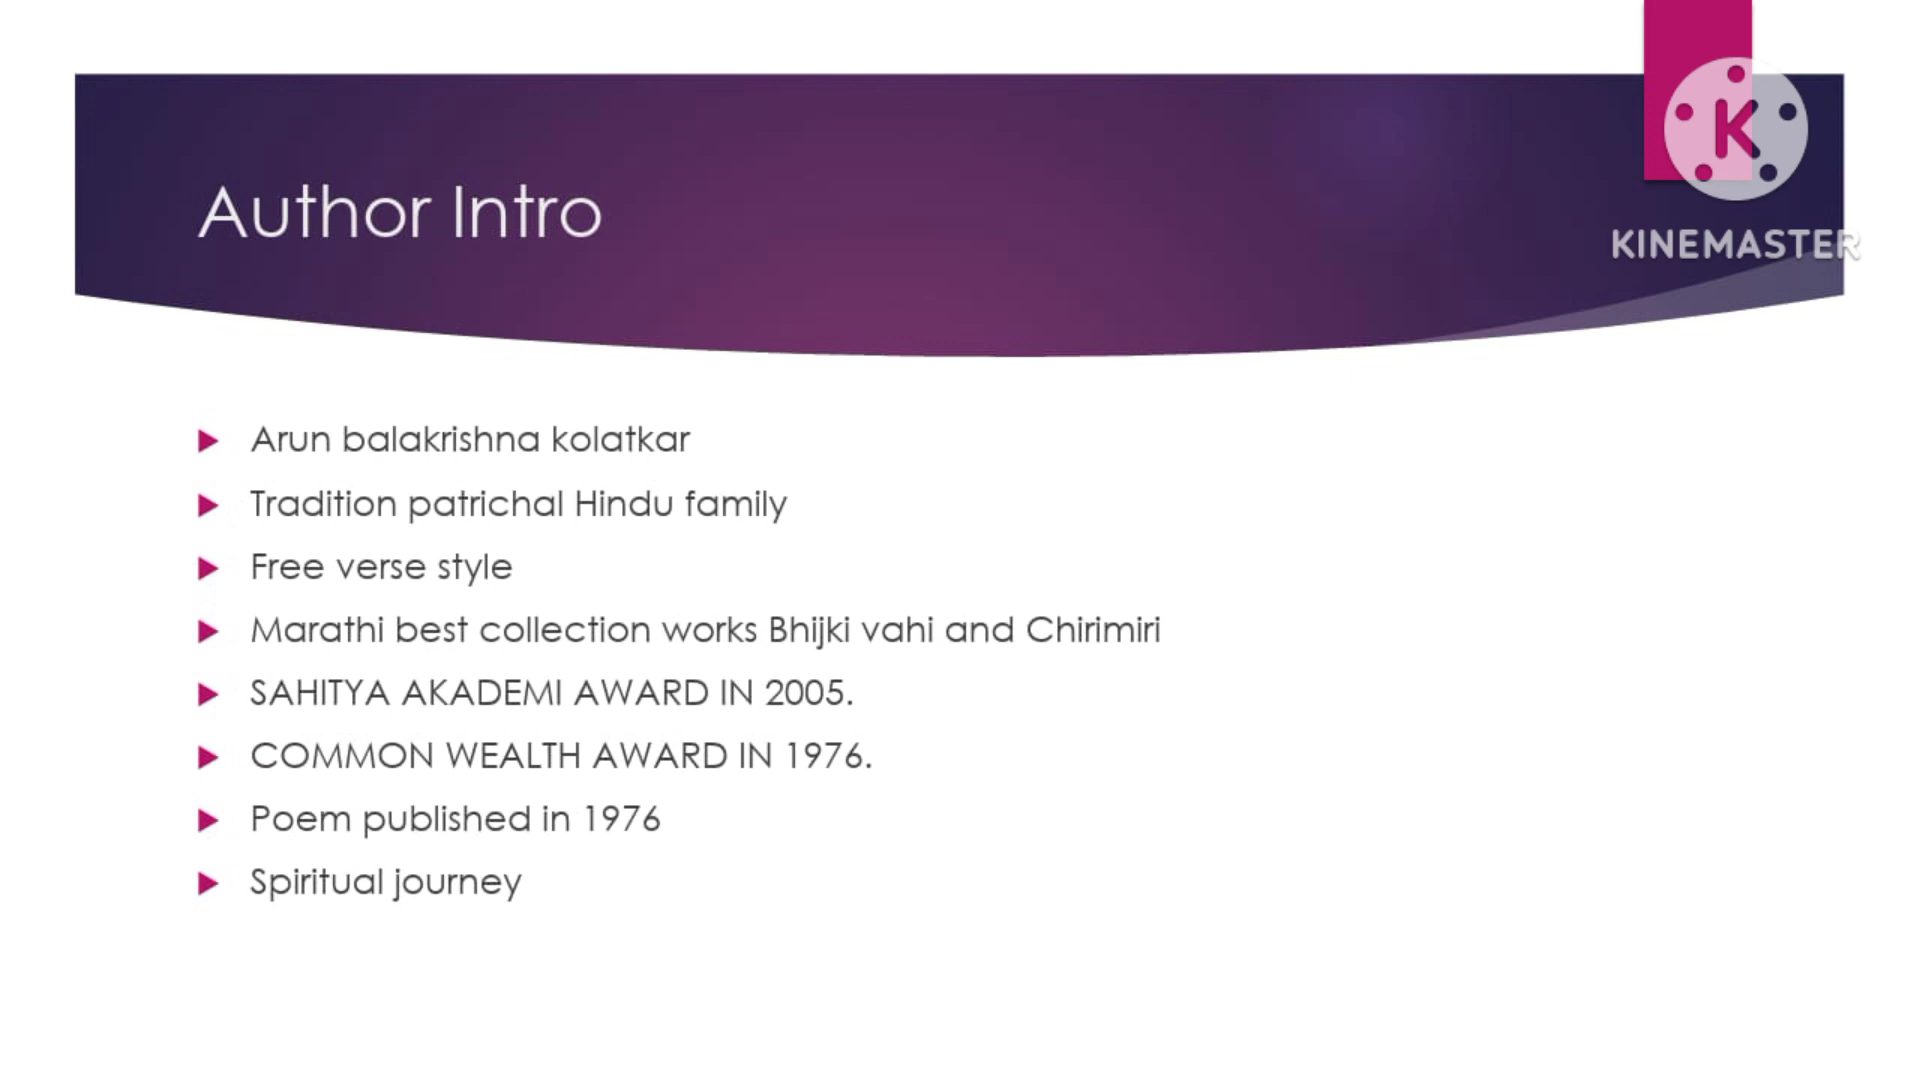 K
KINEMASTER
Author Intro
Arun balakrishna kolatkar
Tradition patrichal Hindu family
Free verse style
Marathi best collection works Bhijki vahi and Chirimiri
SAHITYA AKADEMI AWARD IN 2005.
COMMON WEALTH AWARD IN 1976.
Poem published in 1976
Spiritual journey